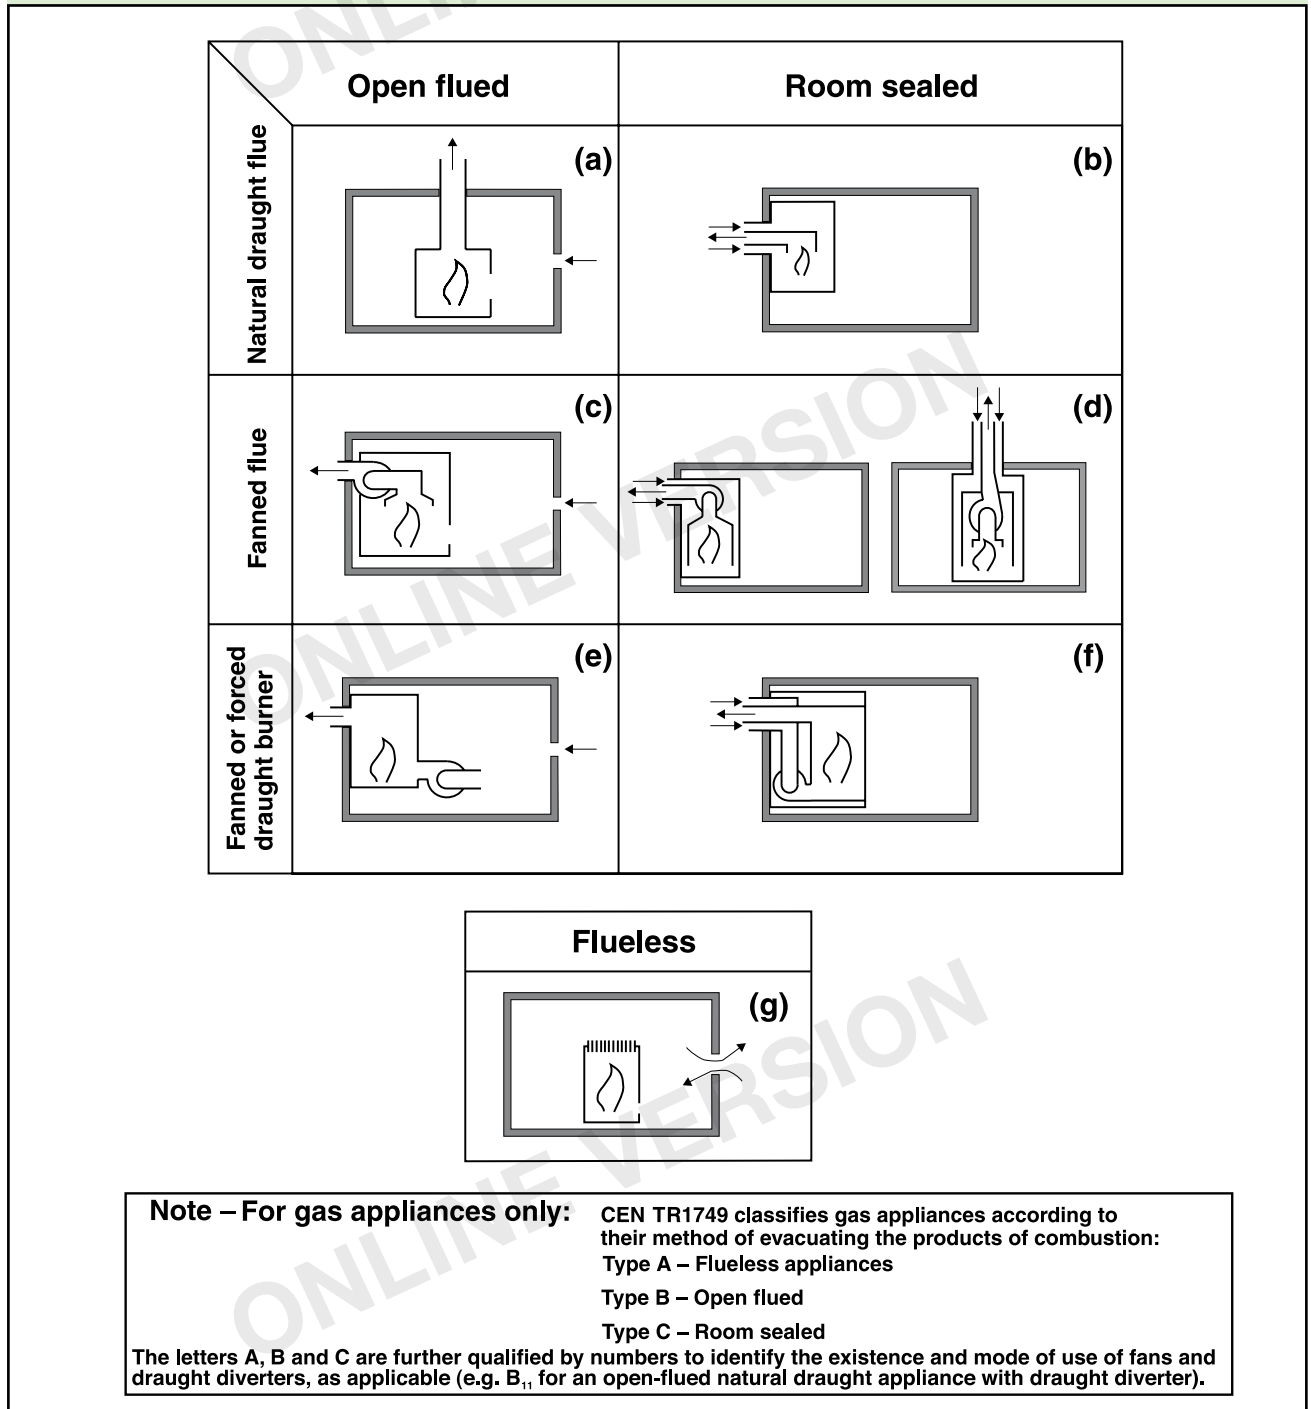 ONLINE VERSION
Open flued
Room sealed
Natural draught flue
(a)
(b)
Fanned flue
(c)
(d)
ONLINE VERSION
Fanned or forced
draught burner
(e)
(f)
Flueless
(g)
ONLINE VERSION
Note – For gas appliances only:
CEN TR1749 classifies gas appliances according to
their method of evacuating the products of combustion:
Type A – Flueless appliances
Type B – Open flued
Type C – Room sealed
The letters A, B and C are further qualified by numbers to identify the existence and mode of use of fans and
draught diverters, as applicable (e.g. B₁₁ for an open-flued natural draught appliance with draught diverter).